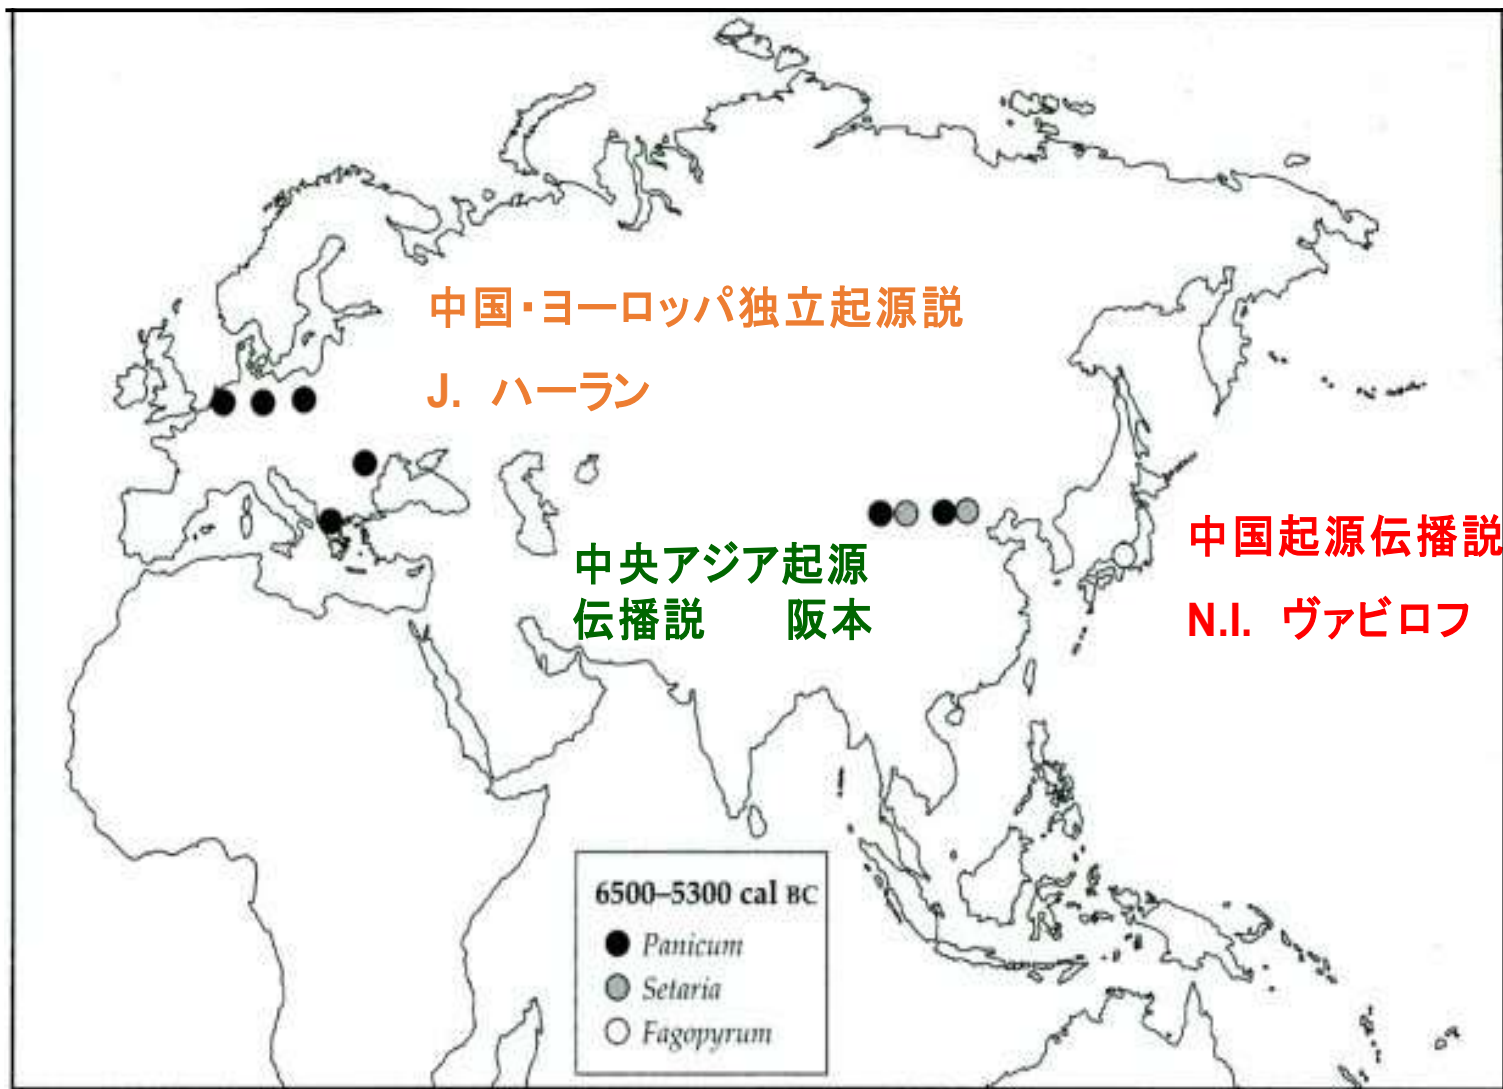 中国・ヨーロッパ独立起源説
J. ハーラン
中央アジア起源
伝播説 阪本
中国起源伝播説
N.I. ヴァビロフ
6500–5300 cal BC
Panicum
Setaria
Fagopyrum